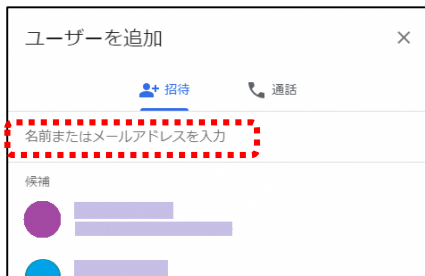 ユーザーを追加
招待
通話
名前またはメールアドレスを入力
候補